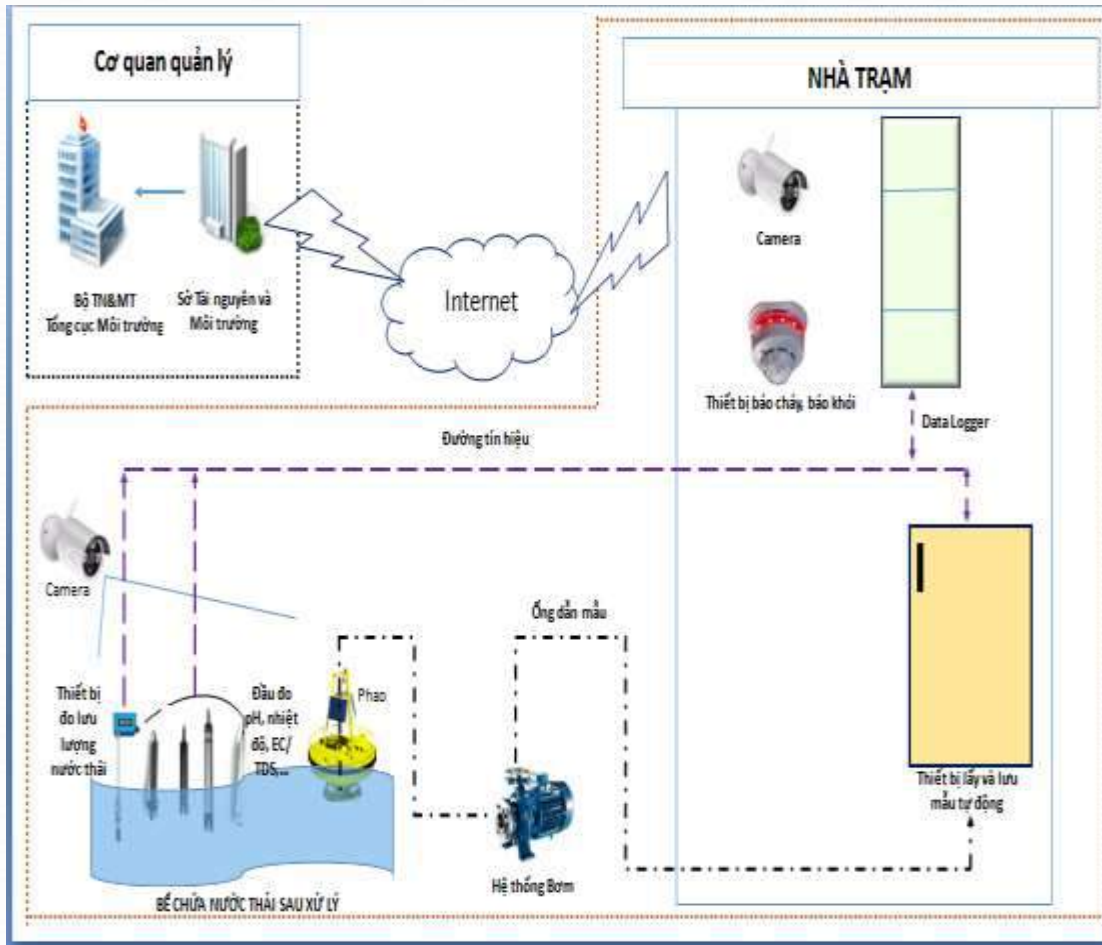 Cơ quan quản lý
Bộ TN&MT
Tổng cục Môi trường
Sở Tài nguyên và
Môi trường
Internet
NHÀ TRẠM
Camera
Thiết bị báo cháy, báo khói
Data Logger
Đường tín hiệu
Camera
Thiết bị
đo lưu
lượng
nước thải
Đầu đo
pH, nhiệt
độ, EC/
TDS,...
Phao
Ống dẫn mẫu
Hệ thống Bơm
Thiết bị lấy và lưu
mẫu tự động
BỂ CHỨA NƯỚC THẢI SAU XỬ LÝ